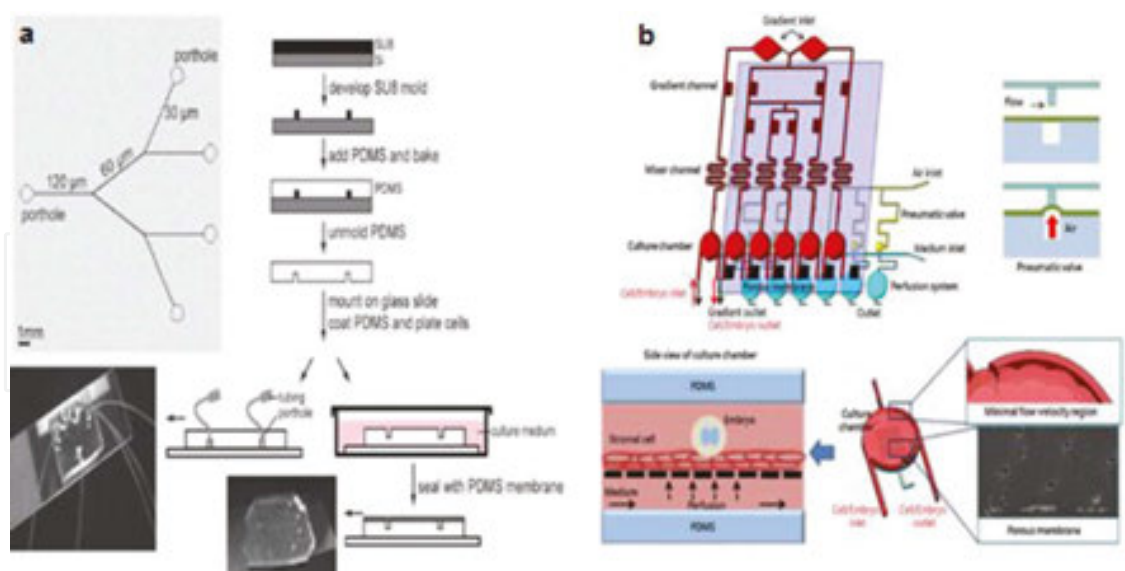 a
porthole
30 µm
60 µm
120 µm
porthole
1mm
SU8
Si
develop SU8 mold
add PDMS and bake
PDMS
unmold PDMS
mount on glass slide
coat PDMS and plate cells
tubing
porthole
culture medium
seal with PDMS membrane
b
Gradient inlet
Gradient channel
Mixer channel
Air inlet
Pneumatic valve
Culture chamber
Medium inlet
Porous membrane
Cell/Embryo inlet
Perfusion system
Gradient outlet
Outlet
Cell/Embryo outlet
flow
Air
Pneumatic valve
Side view of culture chamber
PDMS
Embryo
Stromal cell
Medium
Perfusion
PDMS
Culture
chamber
Cell/Embryo
inlet
Cell/Embryo
outlet
Minimal flow velocity region
Porous membrane